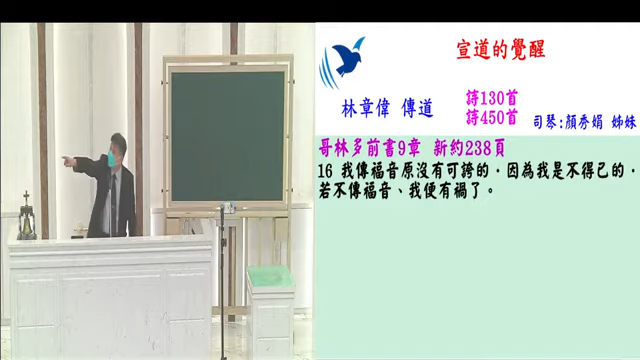 宣道的覺醒
林章偉 傳道
詩130首
詩450首
司琴:顏秀娟 姊妹
哥林多前書9章 新約238頁
16 我傳福音原沒有可誇的．因為我是不得已的．
若不傳福音、我便有禍了。